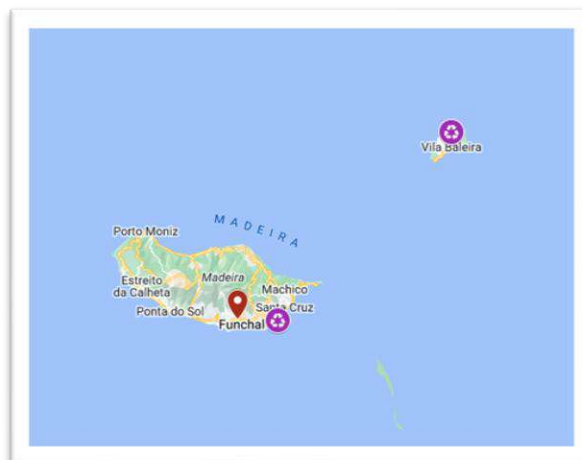 Vila Baleira
MADEIRA
Porto Moniz
Madeira
Estreito
da Calheta
Machico
Ponta do Sol
Santa Cruz
Funchal